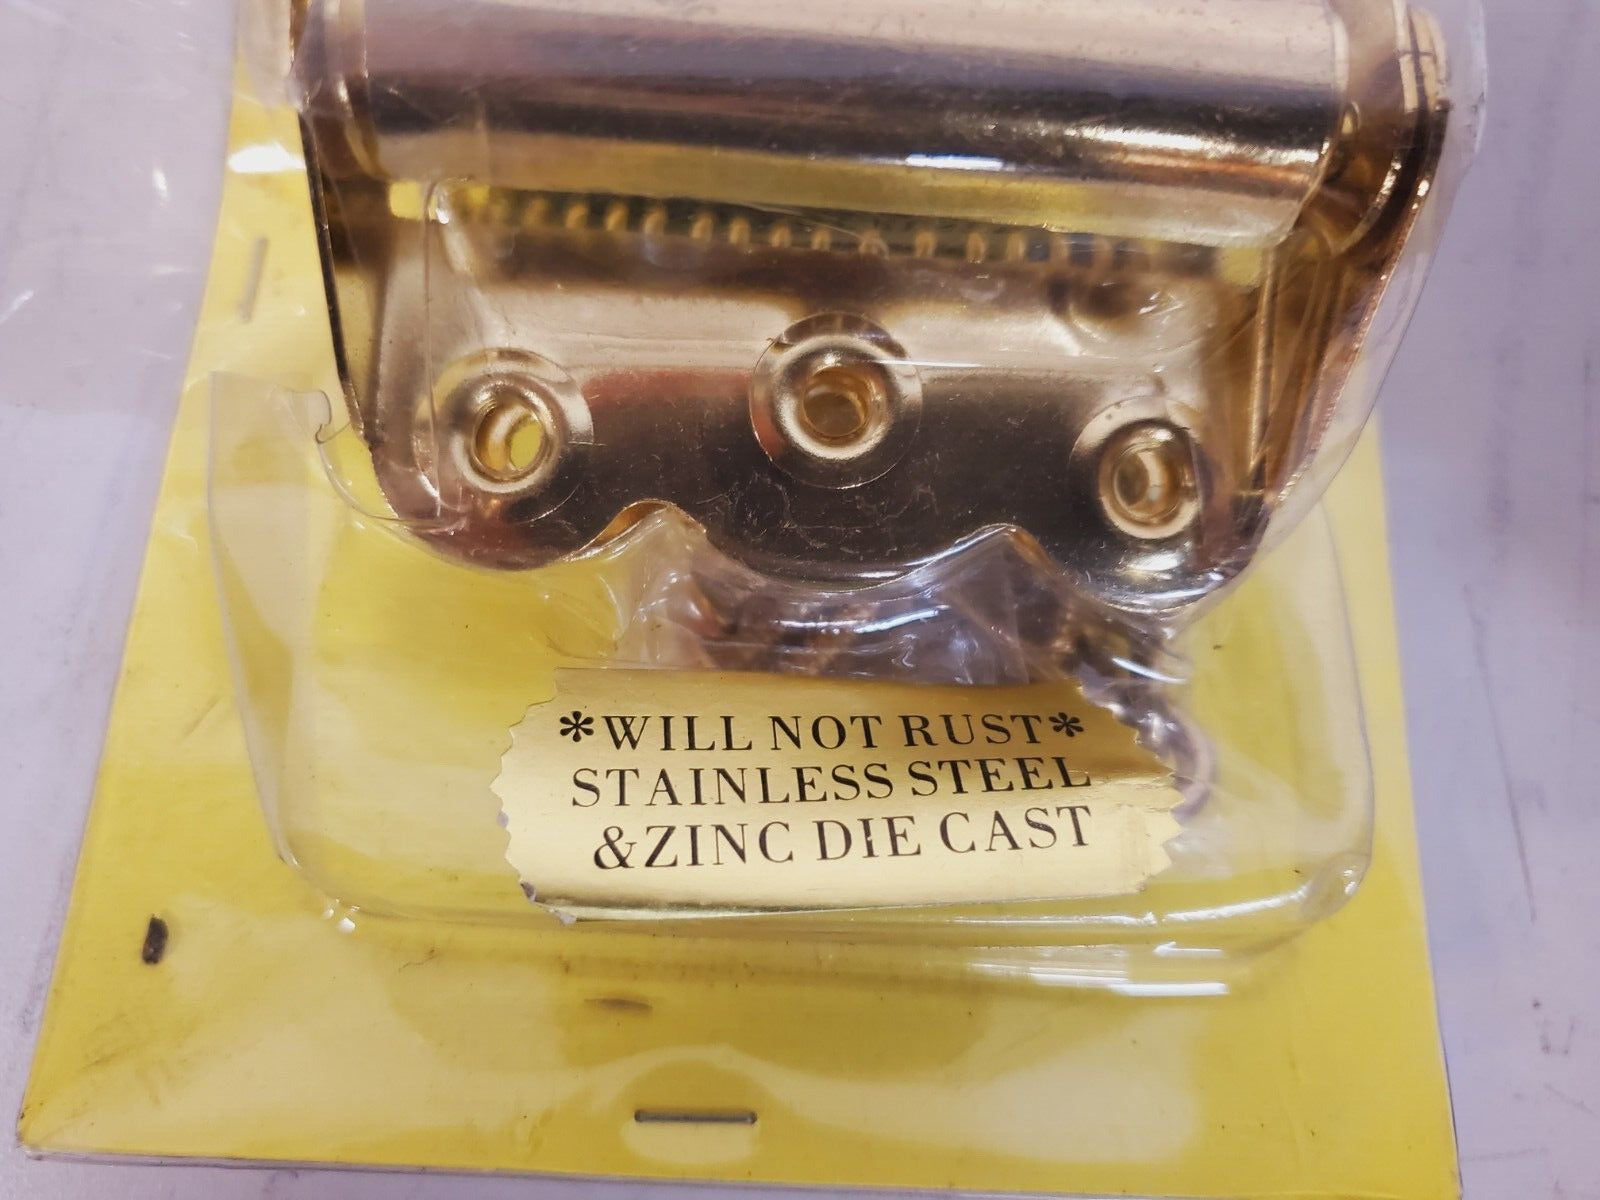 *WILL NOT RUST*
STAINLESS STEEL
&ZINC DIE CAST